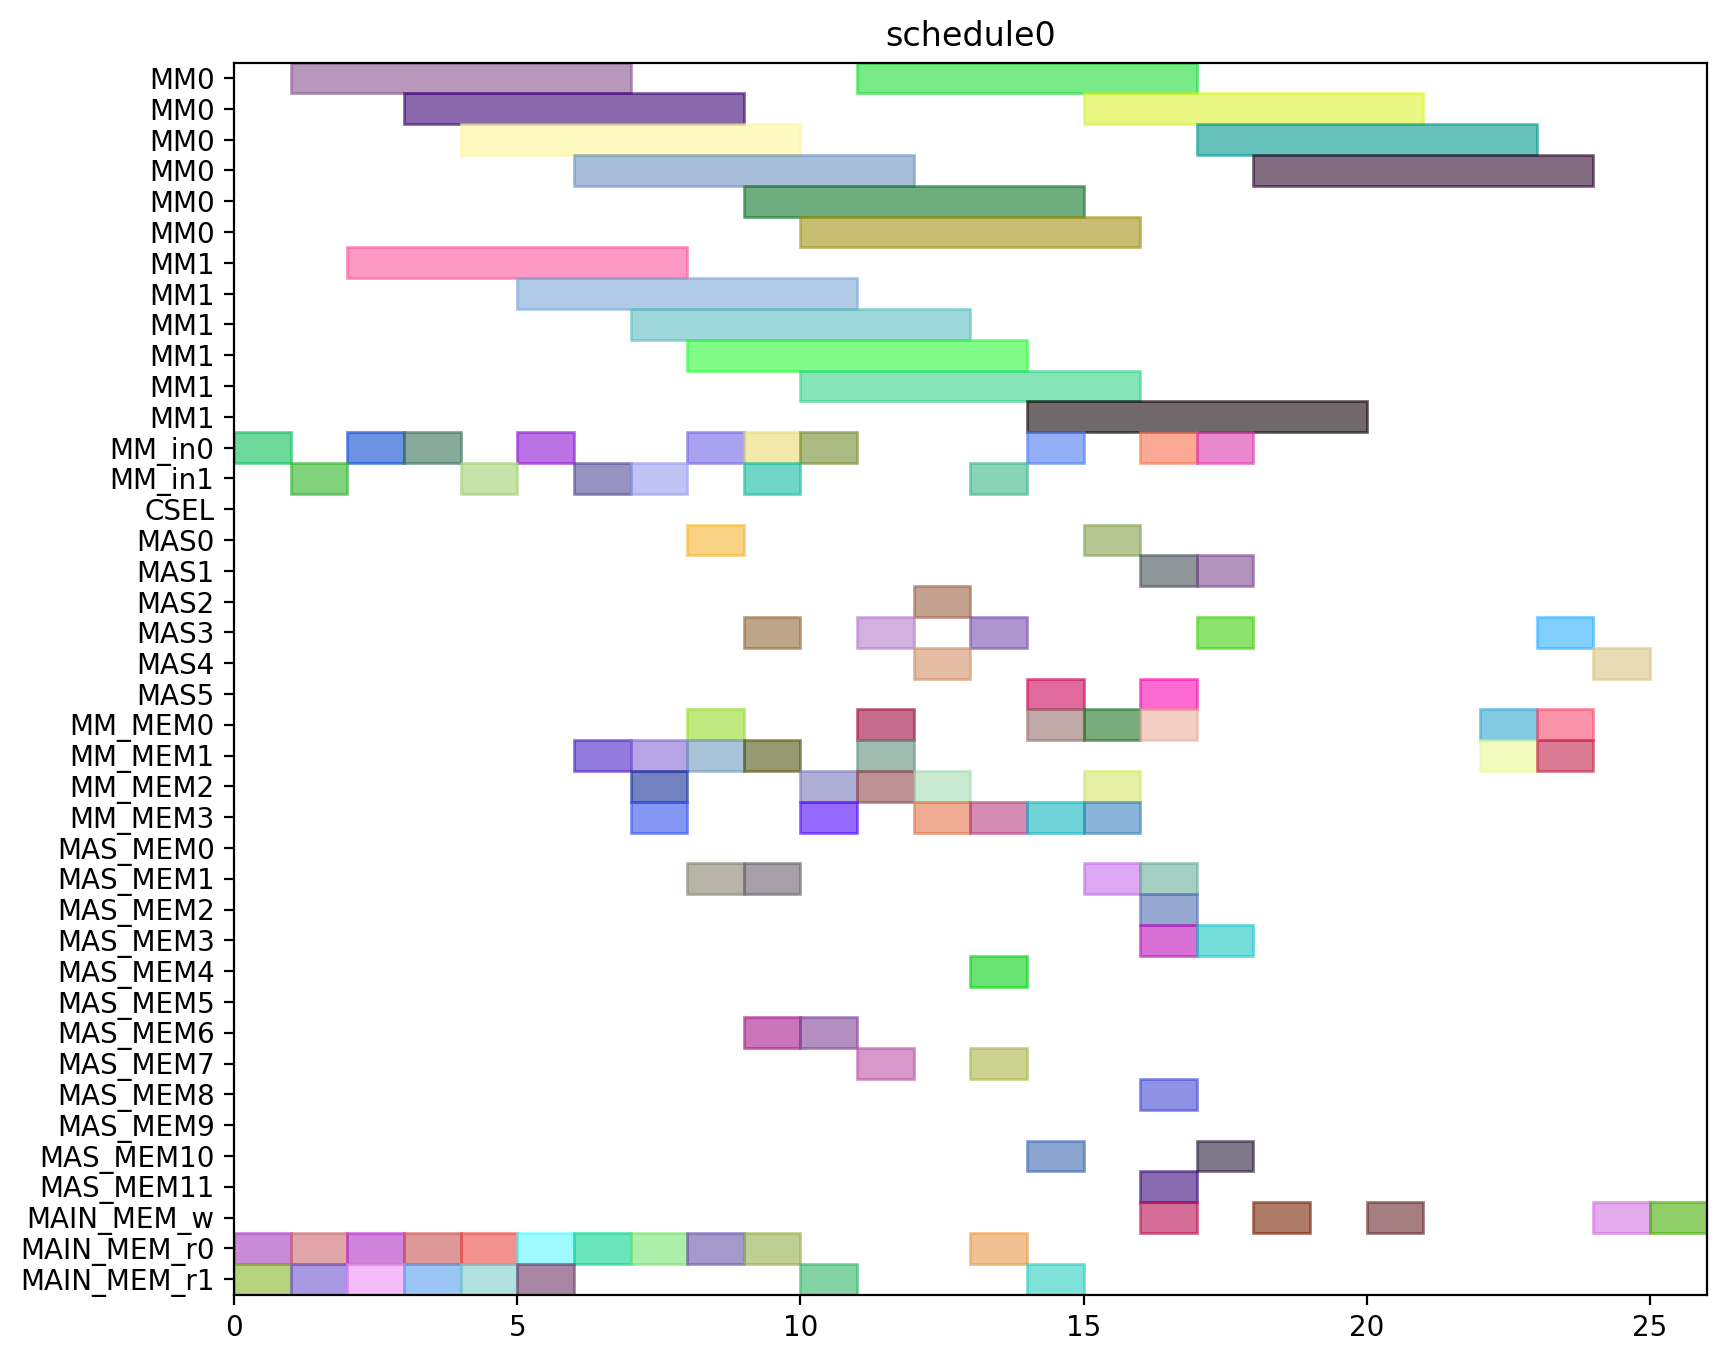 schedule0
MM0
MM0
MM0
MM0
MM0
MM0
MM1
MM1
MM1
MM1
MM1
MM1
MM_in0
MM_in1
CSEL
MAS0
MAS1
MAS2
MAS3
MAS4
MAS5
MM_MEM0
MM_MEM1
MM_MEM2
MM_MEM3
MAS_MEM0
MAS_MEM1
MAS_MEM2
MAS_MEM3
MAS_MEM4
MAS_MEM5
MAS_MEM6
MAS_MEM7
MAS_MEM8
MAS_MEM9
MAS_MEM10
MAS_MEM11
MAIN_MEM_w
MAIN_MEM_r0
MAIN_MEM_r1
0 5 10 15 20 25